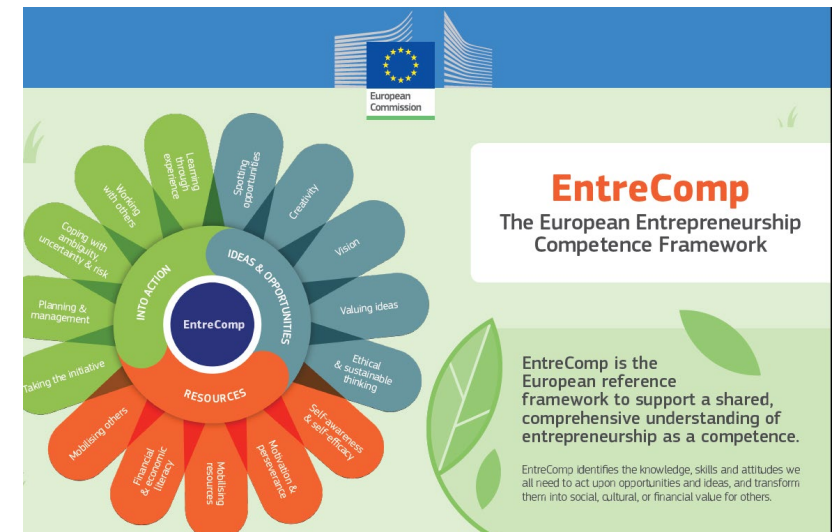 European
Commission
EntreComp
The European Entrepreneurship
Competence Framework
EntreComp is the
European reference
framework to support a shared,
comprehensive understanding of
entrepreneurship as a competence.
EntreComp identifies the knowledge, skills and attitudes we
all need to act upon opportunities and ideas, and transform
them into social, cultural, or financial value for others.
EntreComp
IDEAS & OPPORTUNITIES
Spotting
opportunities
Creativity
Vision
Valuing ideas
Ethical
& sustainable
thinking
RESOURCES
Self-awareness
& self-efficacy
Motivation &
perseverance
Mobilising
resources
Financial
& economic
literacy
Mobilising others
INTO ACTION
Taking the initiative
Planning &
management
Coping with
ambiguity,
uncertainty & risk
Working
with others
Learning
through
experience